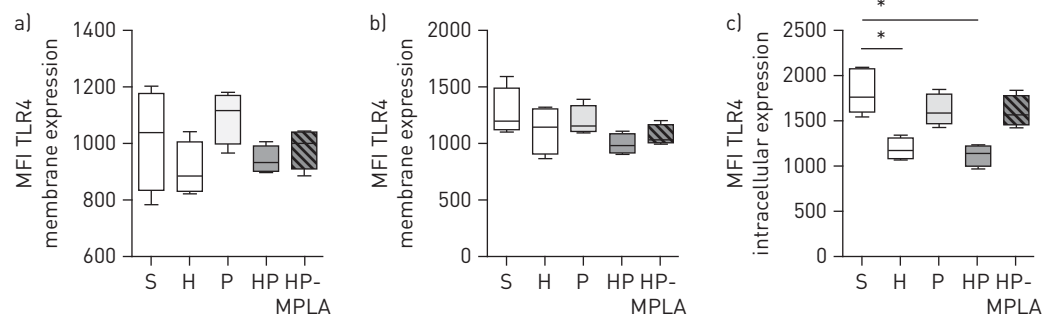 a)
MFI TLR4
membrane expression
1400
1200
1000
800
600
S H P HP HP-
MPLA
b)
MFI TLR4
membrane expression
2000
1500
1000
500
0
S H P HP HP-
MPLA
c)
MFI TLR4
intracellular expression
2500
2000
1500
1000
500
0
*
*
S H P HP HP-
MPLA